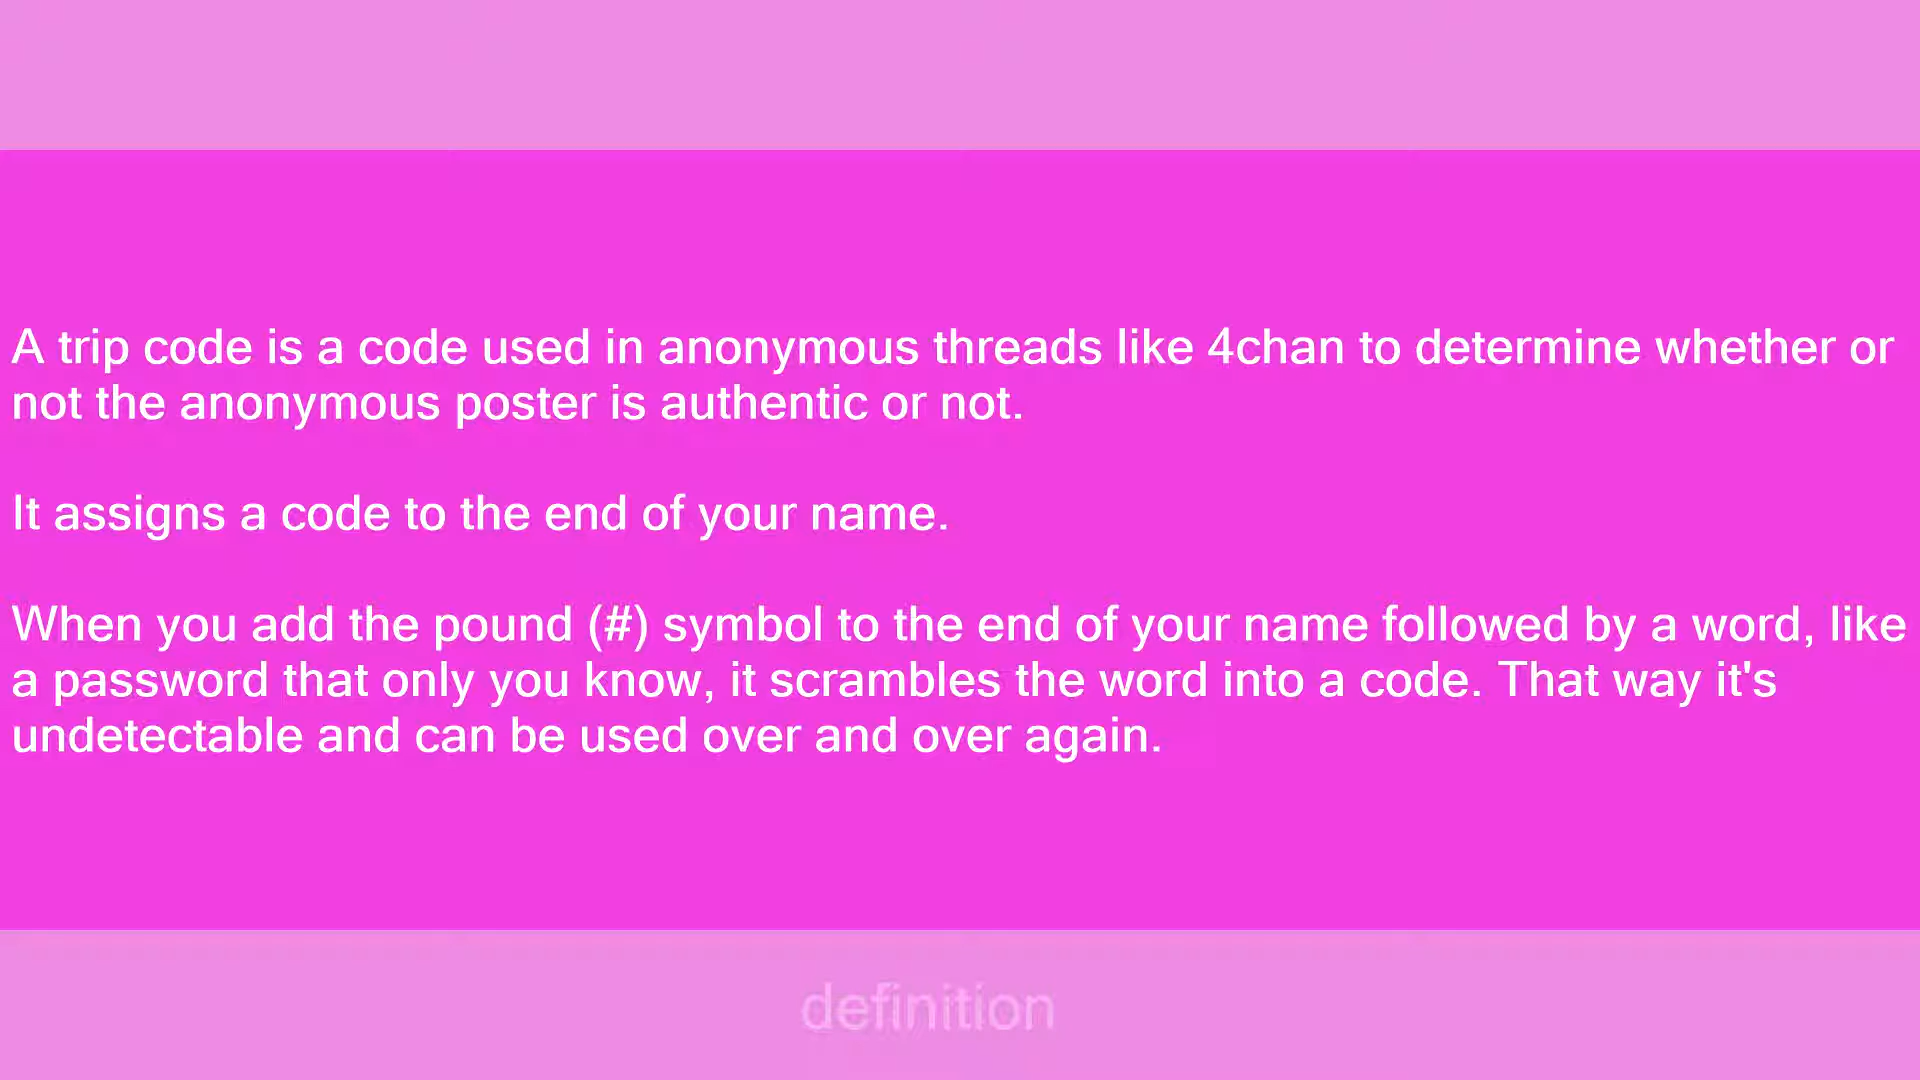 A trip code is a code used in anonymous threads like 4chan to determine whether or
not the anonymous poster is authentic or not.
It assigns a code to the end of your name.
When you add the pound (#) symbol to the end of your name followed by a word, like
a password that only you know, it scrambles the word into a code. That way it's
undetectable and can be used over and over again.
definition